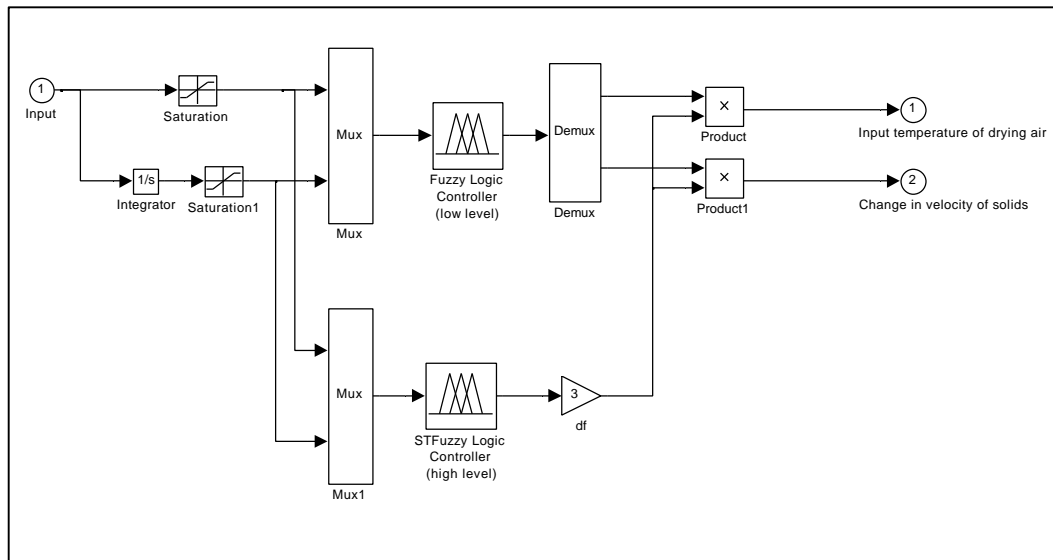 1
Input
Saturation
1/s
Integrator
Saturation1
Mux
Mux
Fuzzy Logic
Controller
(low level)
Demux
Demux
×
Product
×
Product1
1
Input temperature of drying air
2
Change in velocity of solids
Mux
Mux1
STFuzzy Logic
Controller
(high level)
3
df